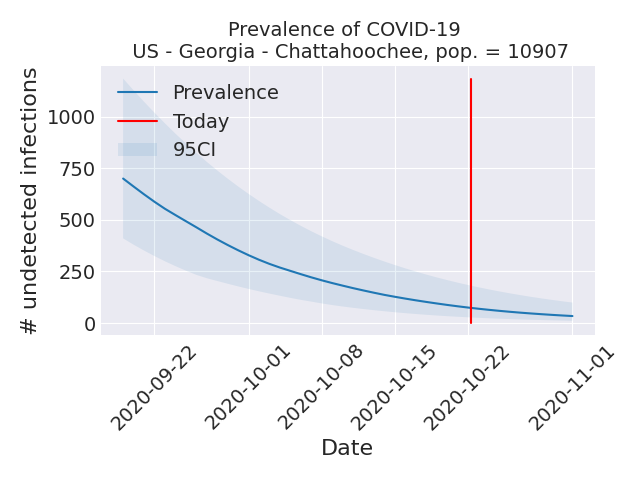 Prevalence of COVID-19
US - Georgia - Chattahoochee, pop. = 10907
# undetected infections
1000
750
500
250
0
Prevalence
Today
95CI
2020-09-22
2020-10-01
2020-10-08
2020-10-15
2020-10-22
2020-11-01
Date